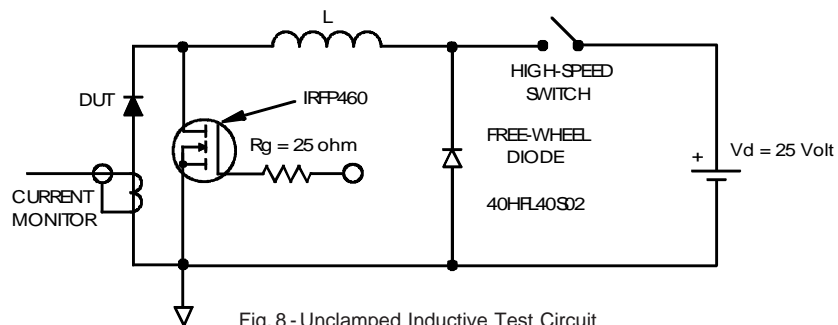 L
HIGH-SPEED
SWITCH
DUT
IRFP460
Rg = 25 ohm
FREE-WHEEL
DIODE
+
Vd = 25 Volt
CURRENT
MONITOR
40HFL40S02
Fig. 8 - Unclamped Inductive Test Circuit